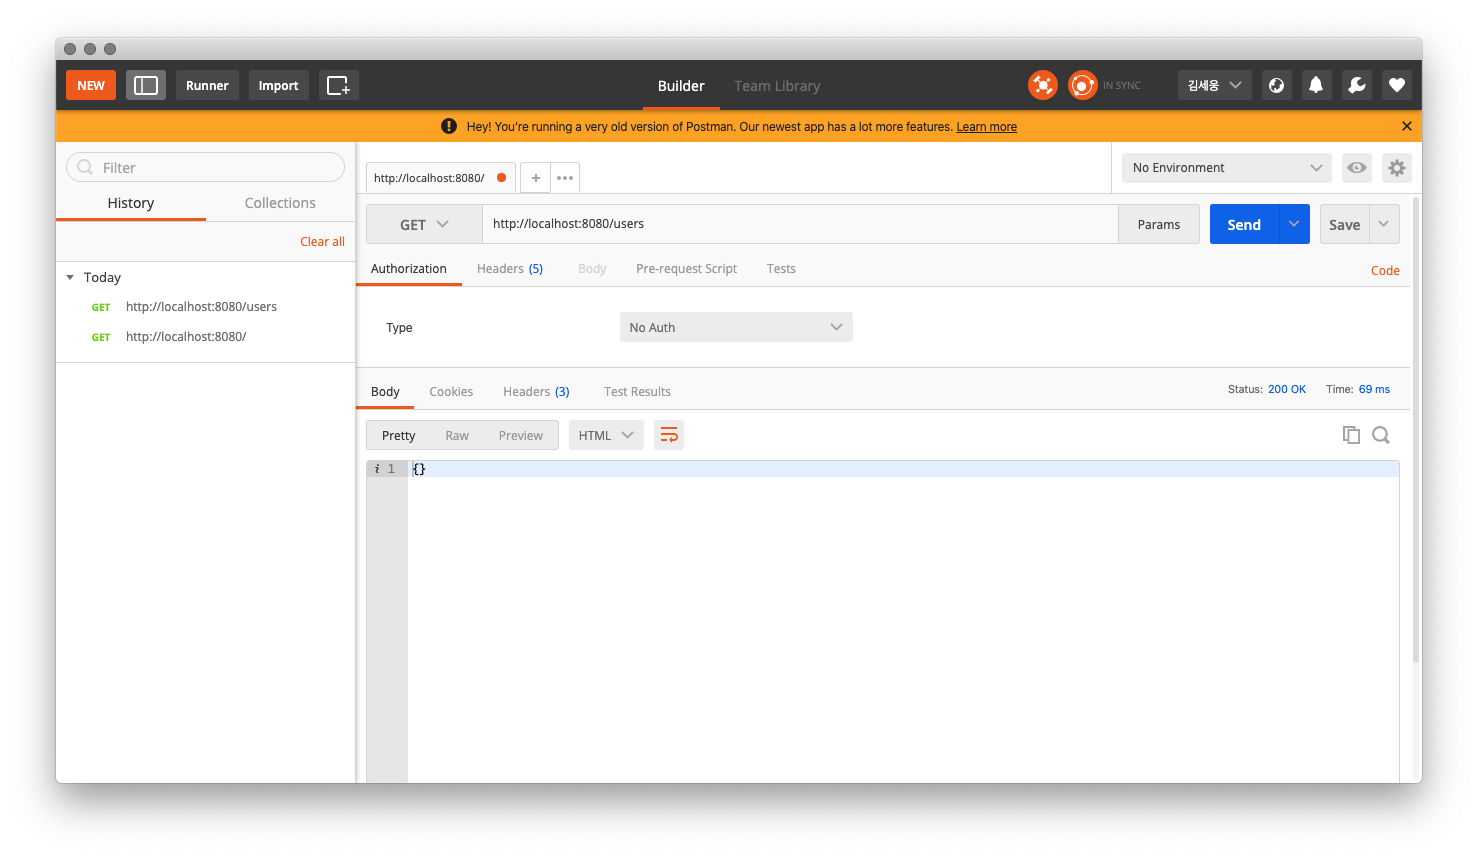 NEW Runner Import Builder Team Library IN SYNC 김세웅
Hey! You're running a very old version of Postman. Our newest app has a lot more features. Learn more
Filter
History Collections
Clear all
Today
GET http://localhost:8080/users
GET http://localhost:8080/
http://localhost:8080/ + ••• No Environment
GET http://localhost:8080/users Params Send Save
Authorization Headers (5) Body Pre-request Script Tests Code
Type No Auth
Body Cookies Headers (3) Test Results Status: 200 OK Time: 69 ms
Pretty Raw Preview HTML
i 1 {}